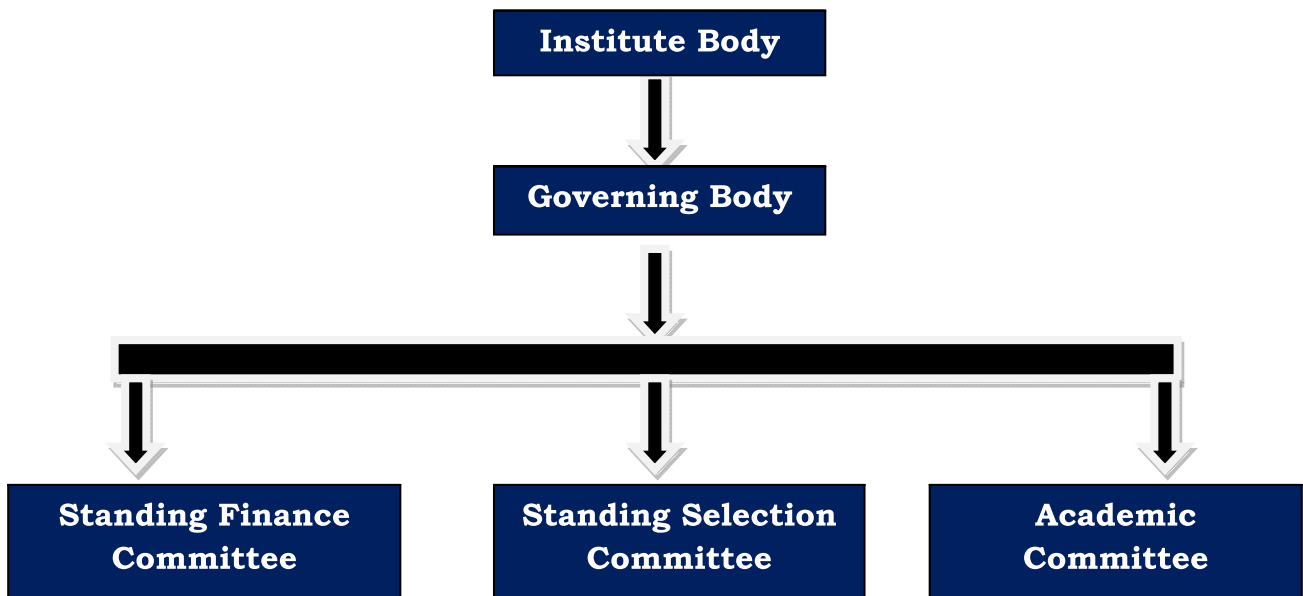 Institute Body
Governing Body
Standing Finance
Committee
Standing Selection
Committee
Academic
Committee